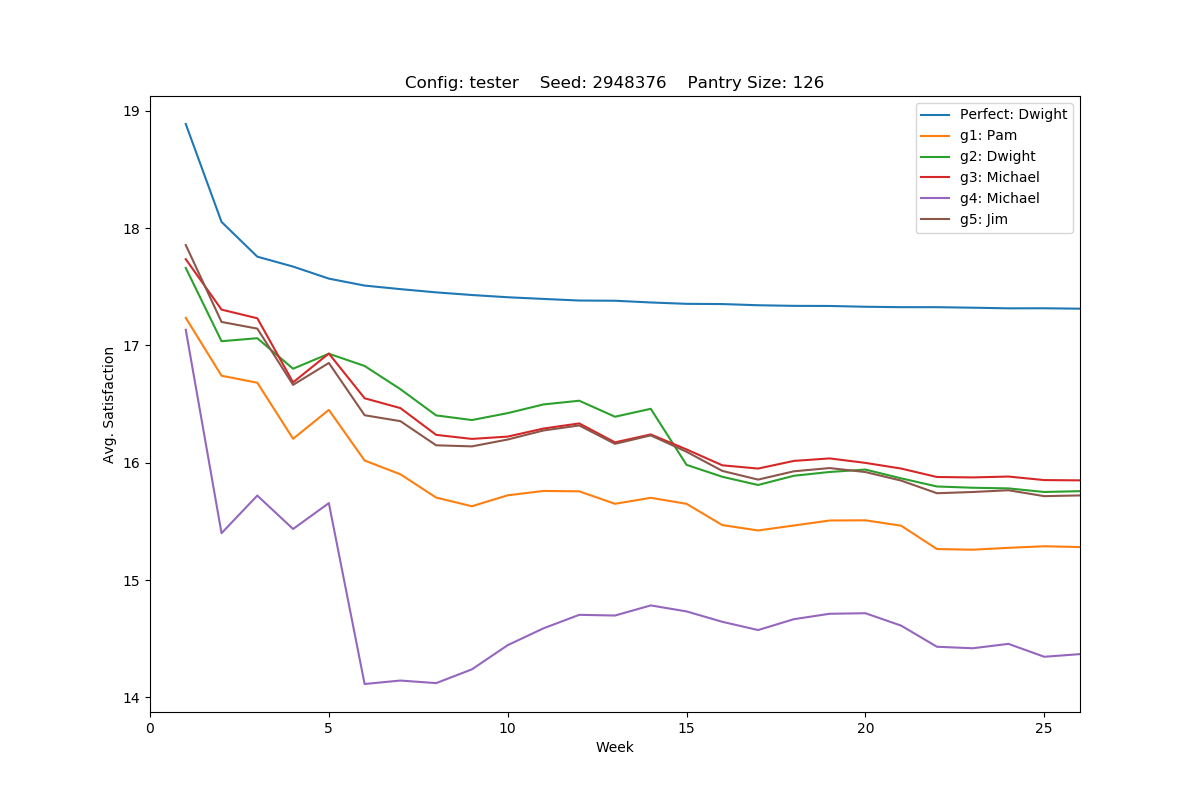 Config: tester    Seed: 2948376    Pantry Size: 126
Perfect: Dwight
g1: Pam
g2: Dwight
g3: Michael
g4: Michael
g5: Jim
19
18
17
16
15
14
Avg. Satisfaction
0 5 10 15 20 25
Week